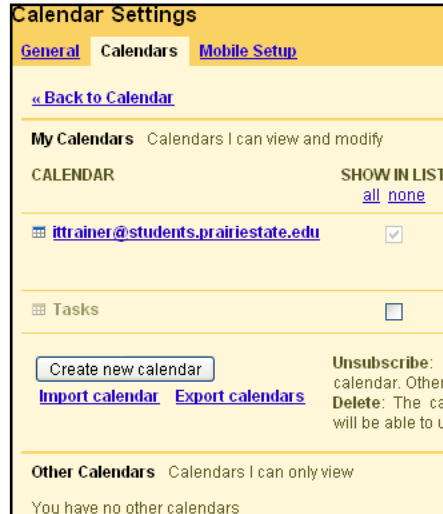 Calendar Settings
General Calendars Mobile Setup
« Back to Calendar
My Calendars Calendars I can view and modify
CALENDAR SHOW IN LIST
all none
ittrainer@students.prairiestate.edu
Tasks
Create new calendar
Import calendar Export calendars
Unsubscribe:
calendar. Other
Delete: The ca
will be able to u
Other Calendars Calendars I can only view
You have no other calendars